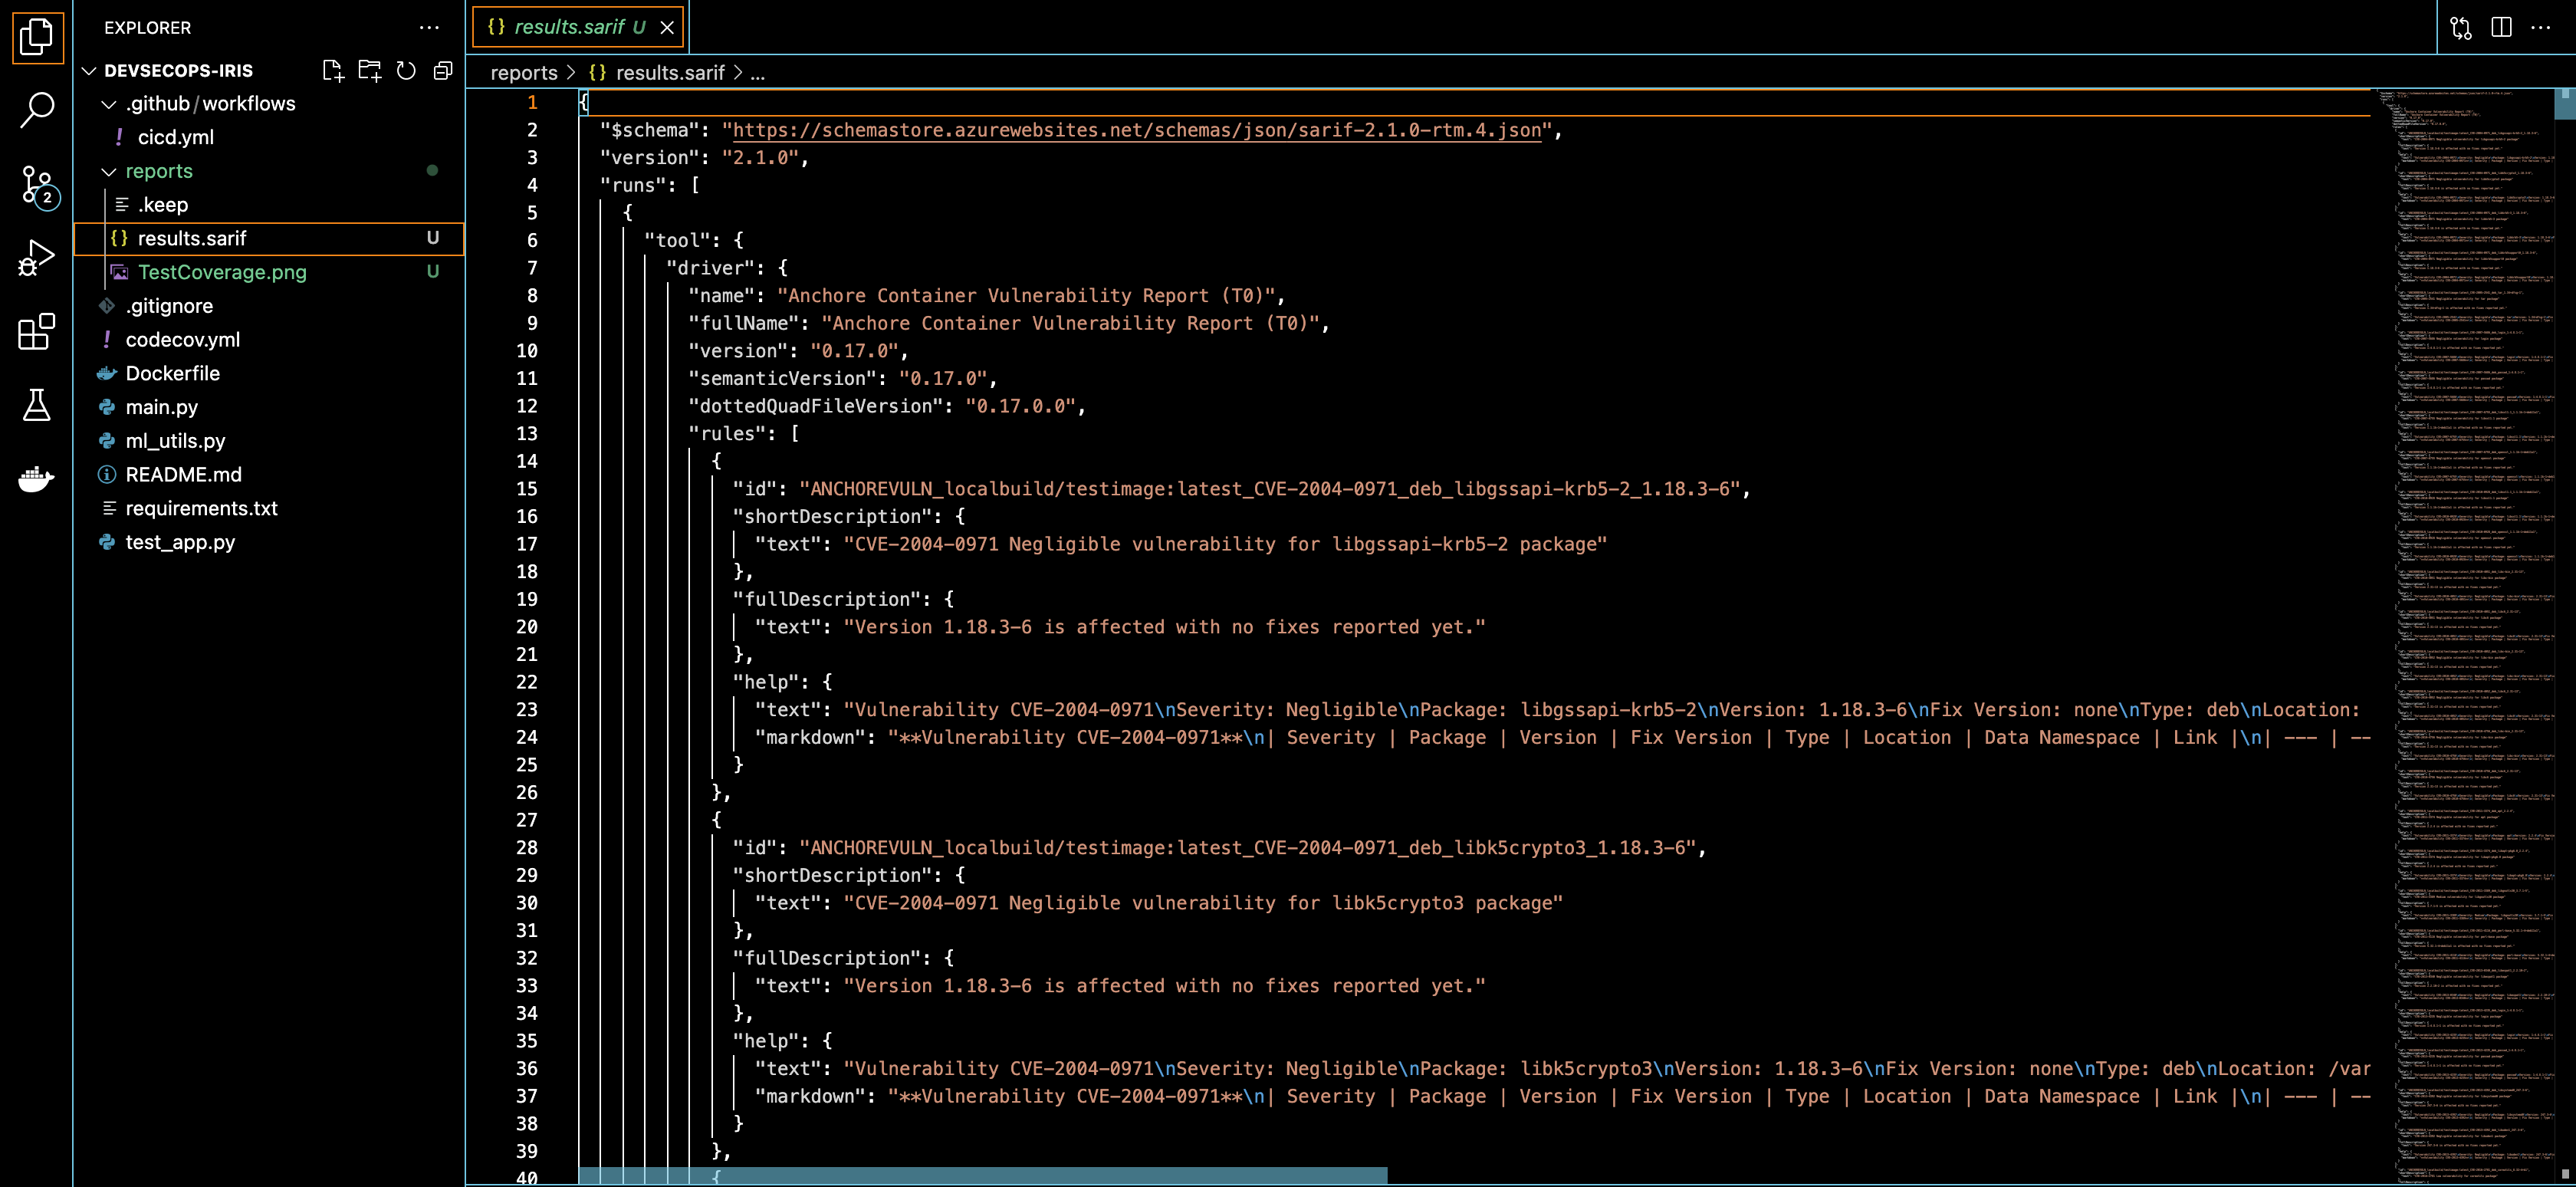 EXPLORER
DEVSECOPS-IRIS
.github/workflows
cicd.yml
reports
.keep
results.sarif U
TestCoverage.png U
.gitignore
codecov.yml
Dockerfile
main.py
ml_utils.py
README.md
requirements.txt
test_app.py
2
{} results.sarif U
reports > {} results.sarif > ...
1 {
2 "$schema": "https://schemastore.azurewebsites.net/schemas/json/sarif-2.1.0-rtm.4.json",
3 "version": "2.1.0",
4 "runs": [
5 {
6 "tool": {
7 "driver": {
8 "name": "Anchore Container Vulnerability Report (T0)",
9 "fullName": "Anchore Container Vulnerability Report (T0)",
10 "version": "0.17.0",
11 "semanticVersion": "0.17.0",
12 "dottedQuadFileVersion": "0.17.0.0",
13 "rules": [
14 {
15 "id": "ANCHOREVULN_localbuild/testimage:latest_CVE-2004-0971_deb_libgssapi-krb5-2_1.18.3-6",
16 "shortDescription": {
17 "text": "CVE-2004-0971 Negligible vulnerability for libgssapi-krb5-2 package"
18 },
19 "fullDescription": {
20 "text": "Version 1.18.3-6 is affected with no fixes reported yet."
21 },
22 "help": {
23 "text": "Vulnerability CVE-2004-0971\nSeverity: Negligible\nPackage: libgssapi-krb5-2\nVersion: 1.18.3-6\nFix Version: none\nType: deb\nLocation:
24 "markdown": "**Vulnerability CVE-2004-0971**\n| Severity | Package | Version | Fix Version | Type | Location | Data Namespace | Link |\n| --- | --
25 }
26 },
27 {
28 "id": "ANCHOREVULN_localbuild/testimage:latest_CVE-2004-0971_deb_libk5crypto3_1.18.3-6",
29 "shortDescription": {
30 "text": "CVE-2004-0971 Negligible vulnerability for libk5crypto3 package"
31 },
32 "fullDescription": {
33 "text": "Version 1.18.3-6 is affected with no fixes reported yet."
34 },
35 "help": {
36 "text": "Vulnerability CVE-2004-0971\nSeverity: Negligible\nPackage: libk5crypto3\nVersion: 1.18.3-6\nFix Version: none\nType: deb\nLocation: /var
37 "markdown": "**Vulnerability CVE-2004-0971**\n| Severity | Package | Version | Fix Version | Type | Location | Data Namespace | Link |\n| --- | --
38 }
39 },
40 {